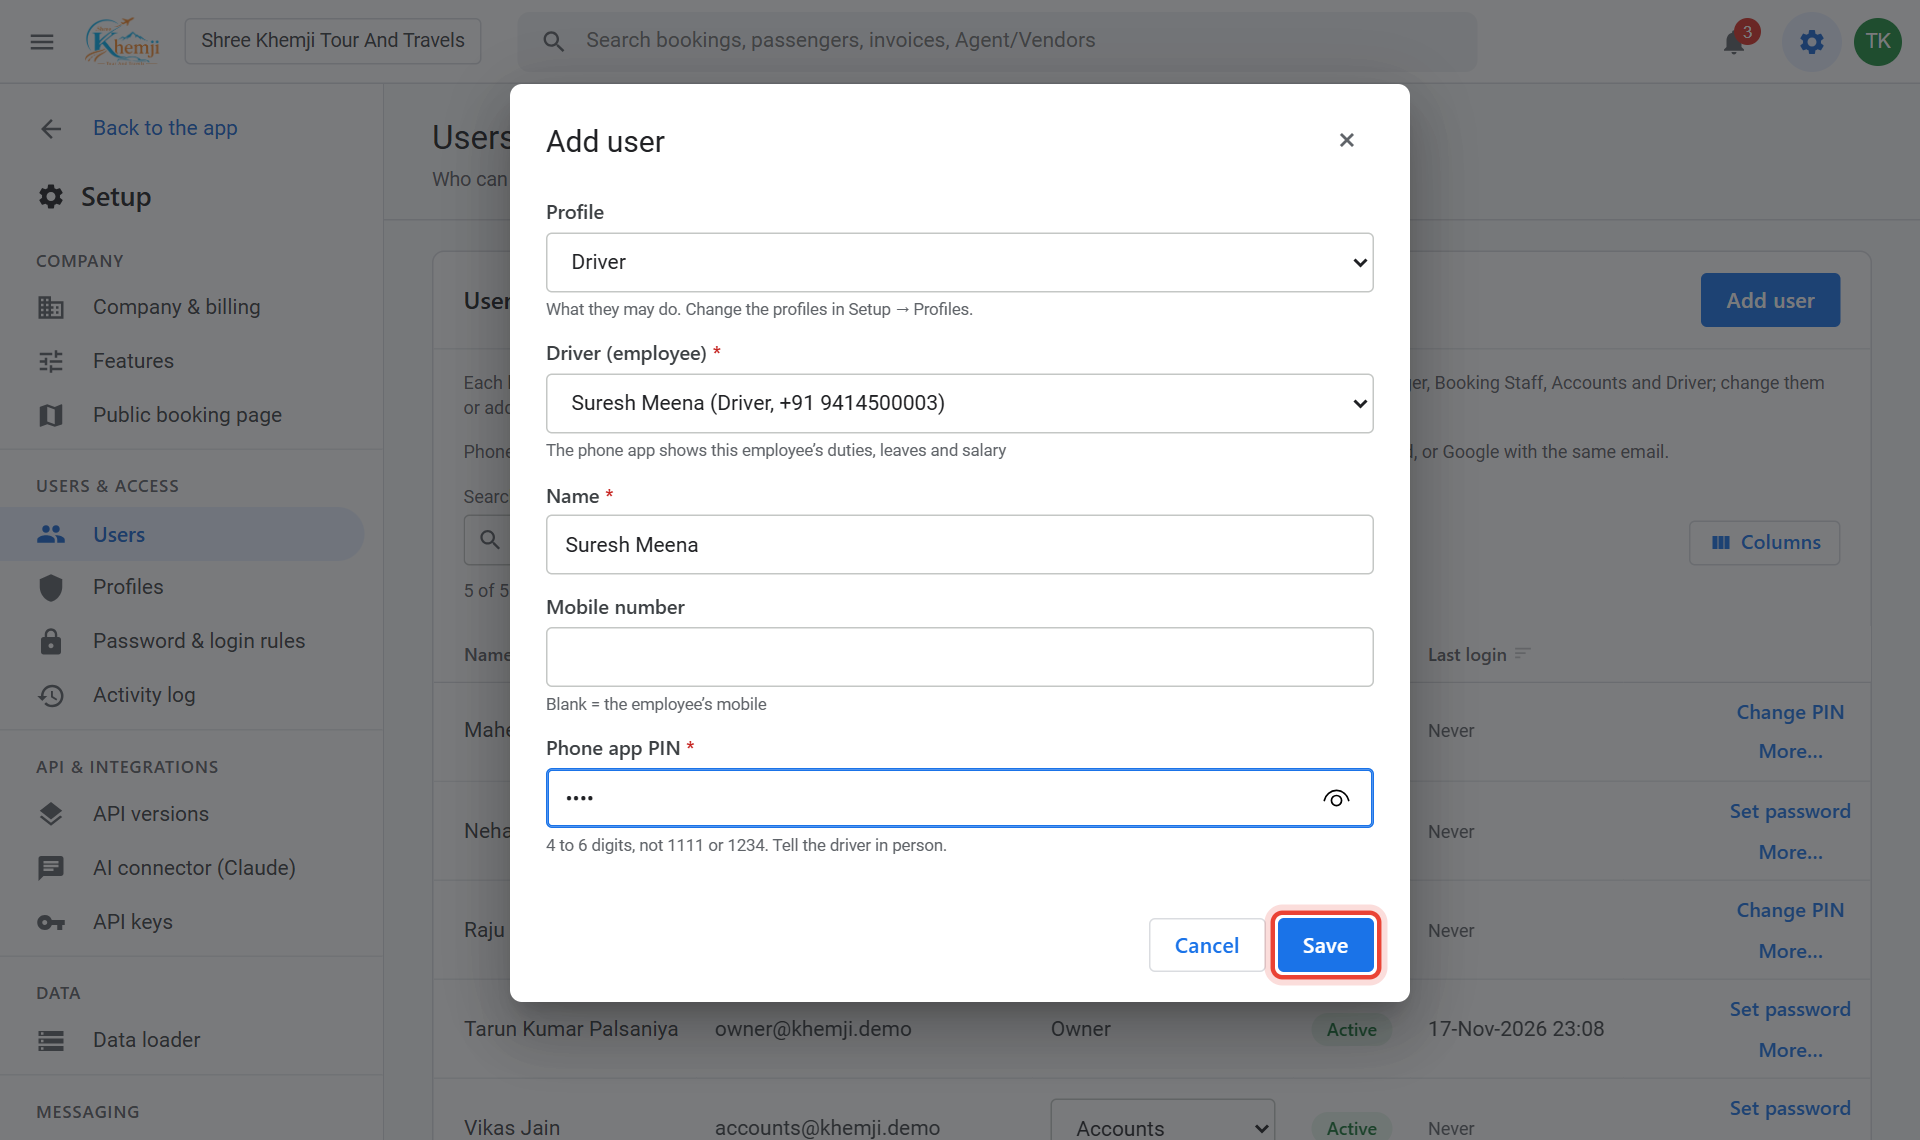 Khemji
Shree Khemji Tour And Travels
Search bookings, passengers, invoices, Agent/Vendors
3
TK
Back to the app
Setup
COMPANY
Company & billing
Features
Public booking page
USERS & ACCESS
Users
Profiles
Password & login rules
Activity log
API & INTEGRATIONS
API versions
AI connector (Claude)
API keys
DATA
Data loader
MESSAGING
Users
Who can
User
Add user
Each
er, Booking Staff, Accounts and Driver; change them
or add
Phone
, or Google with the same email.
Search
Columns
5 of 5
Name
Last login
Never
Change PIN
More...
Neha
Never
Set password
More...
Raju
Never
Change PIN
More...
Tarun Kumar Palsaniya
owner@khemji.demo
Owner
Active
17-Nov-2026 23:08
Set password
More...
Vikas Jain
accounts@khemji.demo
Accounts
Active
Never
Set password
Add user
Profile
Driver
What they may do. Change the profiles in Setup → Profiles.
Driver (employee) *
Suresh Meena (Driver, +91 9414500003)
The phone app shows this employee’s duties, leaves and salary
Name *
Suresh Meena
Mobile number
Blank = the employee’s mobile
Phone app PIN *
••••
4 to 6 digits, not 1111 or 1234. Tell the driver in person.
Cancel
Save